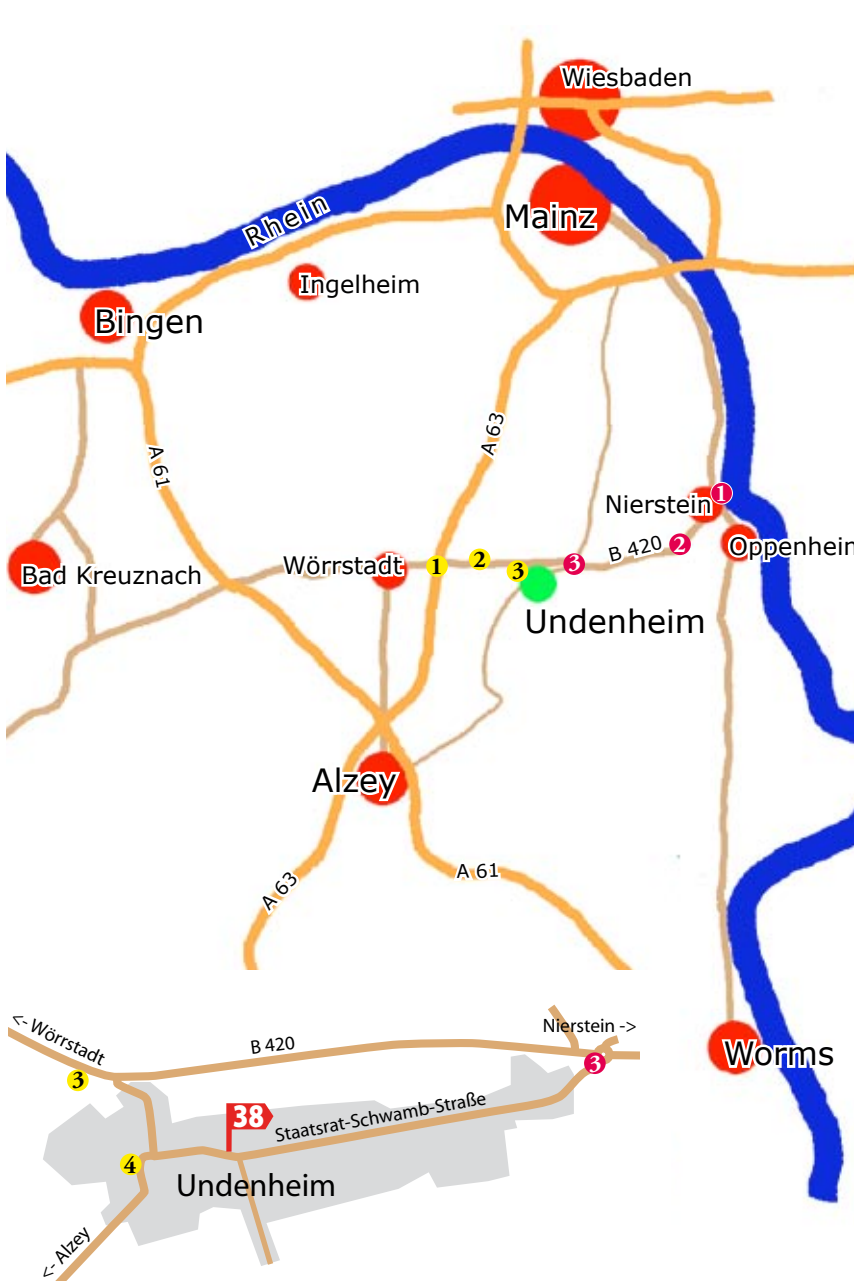 Wiesbaden
Mainz
Rhein
Ingelheim
Bingen
A 63
A 61
Nierstein
1
2
B 420
Oppenheim
Wörrstadt
1
2
3
3
Bad Kreuznach
Undenheim
Alzey
A 63
A 61
Worms
<- Wörrstadt
B 420
Nierstein ->
3
3
38
Staatsrat-Schwamb-Straße
4
Undenheim
<- Alzey